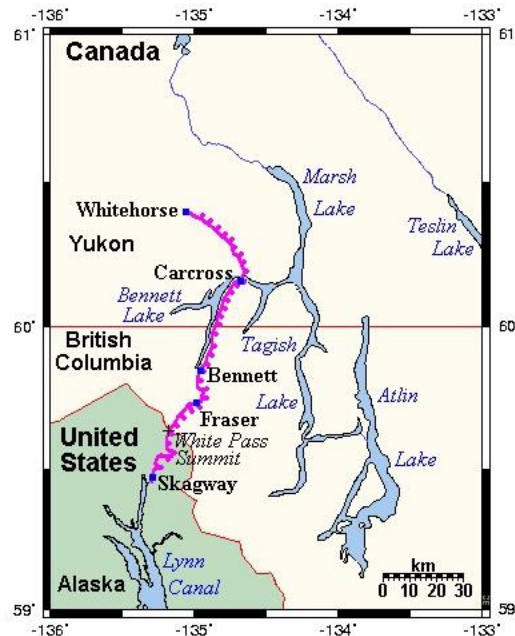 -136°
-135°
-134°
-133°
61°
61°
Canada
Marsh
Lake
Whitehorse
Teslin
Lake
Yukon
Carcross
Bennett
Lake
60°
60°
British
Columbia
Tagish
Bennett
Lake
Atlin
Fraser
United
States
White Pass
Summit
Lake
Skagway
km
0 10 20 30
Lynn
Canal
Alaska
59°
59°
-136°
-135°
-134°
-133°